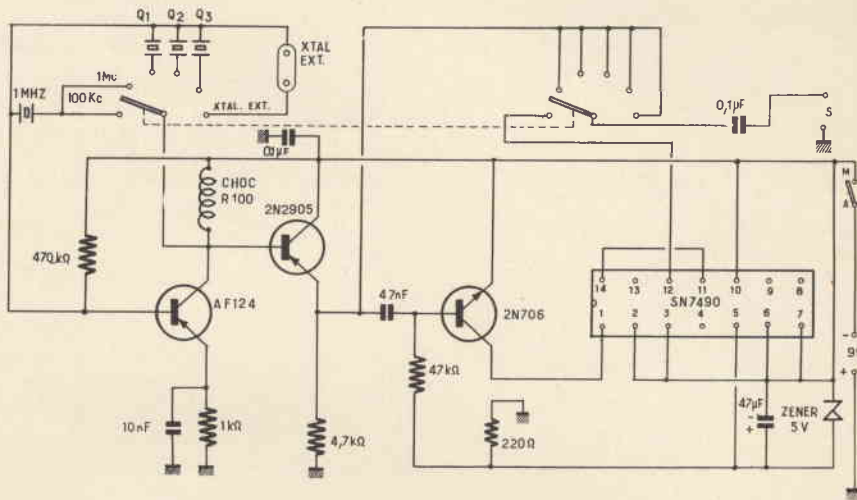 Q1 Q2 Q3
XTAL
EXT.
1MHZ
1Mc
100Kc
XTAL. EXT.
0,1µF
S
CHOC
R 100
2N2905
M
A
470kΩ
AF124
47nF
2N706
14 13 12 11 10 9 8
SN7490
1 2 3 4 5 6 7
-
9
+
47kΩ
10nF
1kΩ
4,7kΩ
220Ω
47µF
-
+
ZENER
5V